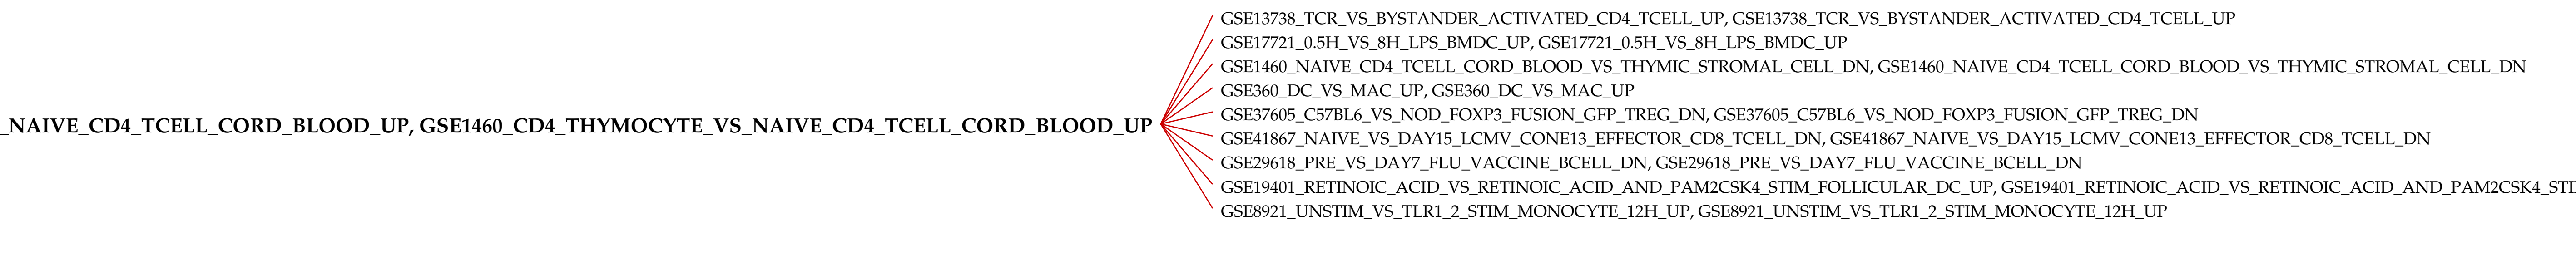 GSE13738_TCR_VS_BYSTANDER_ACTIVATED_CD4_TCELL_UP, GSE13738_TCR_VS_BYSTANDER_ACTIVATED_CD4_TCELL_UP
GSE17721_0.5H_VS_8H_LPS_BMDC_UP, GSE17721_0.5H_VS_8H_LPS_BMDC_UP
GSE1460_NAIVE_CD4_TCELL_CORD_BLOOD_VS_THYMIC_STROMAL_CELL_DN, GSE1460_NAIVE_CD4_TCELL_CORD_BLOOD_VS_THYMIC_STROMAL_CELL_DN
GSE360_DC_VS_MAC_UP, GSE360_DC_VS_MAC_UP
GSE37605_C57BL6_VS_NOD_FOXP3_FUSION_GFP_TREG_DN, GSE37605_C57BL6_VS_NOD_FOXP3_FUSION_GFP_TREG_DN
_NAIVE_CD4_TCELL_CORD_BLOOD_UP, GSE1460_CD4_THYMOCYTE_VS_NAIVE_CD4_TCELL_CORD_BLOOD_UP
GSE41867_NAIVE_VS_DAY15_LCMV_CONE13_EFFECTOR_CD8_TCELL_DN, GSE41867_NAIVE_VS_DAY15_LCMV_CONE13_EFFECTOR_CD8_TCELL_DN
GSE29618_PRE_VS_DAY7_FLU_VACCINE_BCELL_DN, GSE29618_PRE_VS_DAY7_FLU_VACCINE_BCELL_DN
GSE19401_RETINOIC_ACID_VS_RETINOIC_ACID_AND_PAM2CSK4_STIM_FOLLICULAR_DC_UP, GSE19401_RETINOIC_ACID_VS_RETINOIC_ACID_AND_PAM2CSK4_STI
GSE8921_UNSTIM_VS_TLR1_2_STIM_MONOCYTE_12H_UP, GSE8921_UNSTIM_VS_TLR1_2_STIM_MONOCYTE_12H_UP